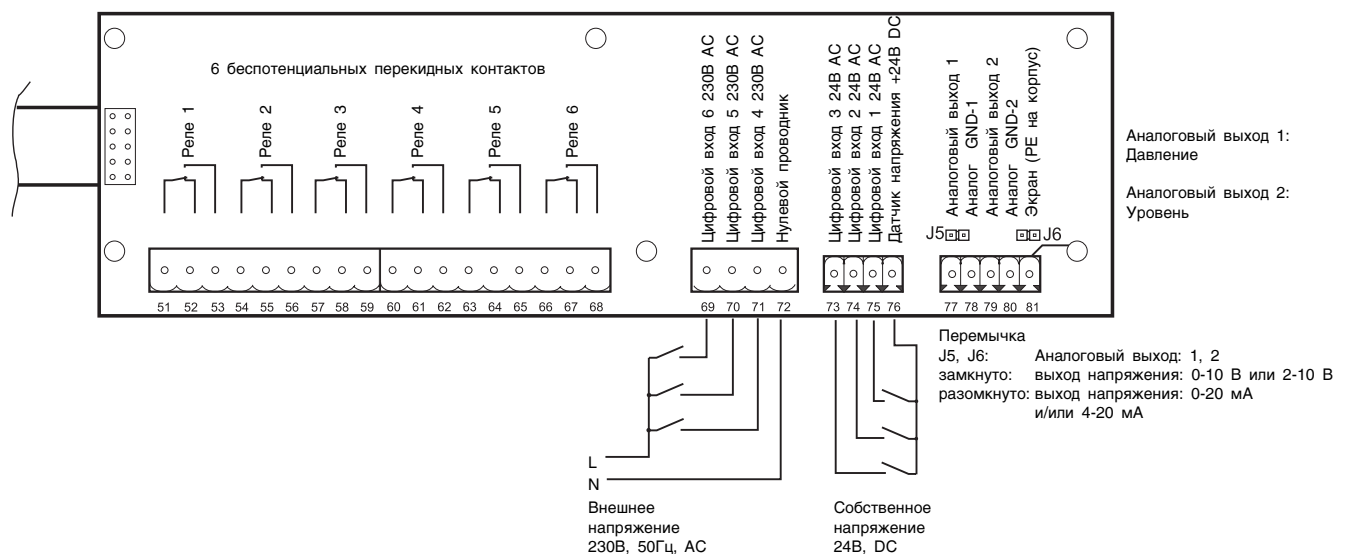 6 беспотенциальных перекидных контактов
Реле 1
Реле 2
Реле 3
Реле 4
Реле 5
Реле 6
Цифровой вход 6 230В AC
Цифровой вход 5 230В AC
Цифровой вход 4 230В AC
Нулевой проводник
Цифровой вход 3 24В AC
Цифровой вход 2 24В AC
Цифровой вход 1 24В AC
Датчик напряжения +24В DC
Аналоговый выход 1
Аналог GND-1
Аналоговый выход 2
Аналог GND-2
Экран (PE на корпус)
J5
J6
51 52 53 54 55 56 57 58 59 60 61 62 63 64 65 66 67 68
69 70 71 72
73 74 75 76
77 78 79 80 81
Аналоговый выход 1:
Давление
Аналоговый выход 2:
Уровень
Перемычка
J5, J6: Аналоговый выход: 1, 2
замкнуто: выход напряжения: 0-10 В или 2-10 В
разомкнуто: выход напряжения: 0-20 мА
и/или 4-20 мА
L
N
Внешнее
напряжение
230В, 50Гц, AC
Собственное
напряжение
24В, DC